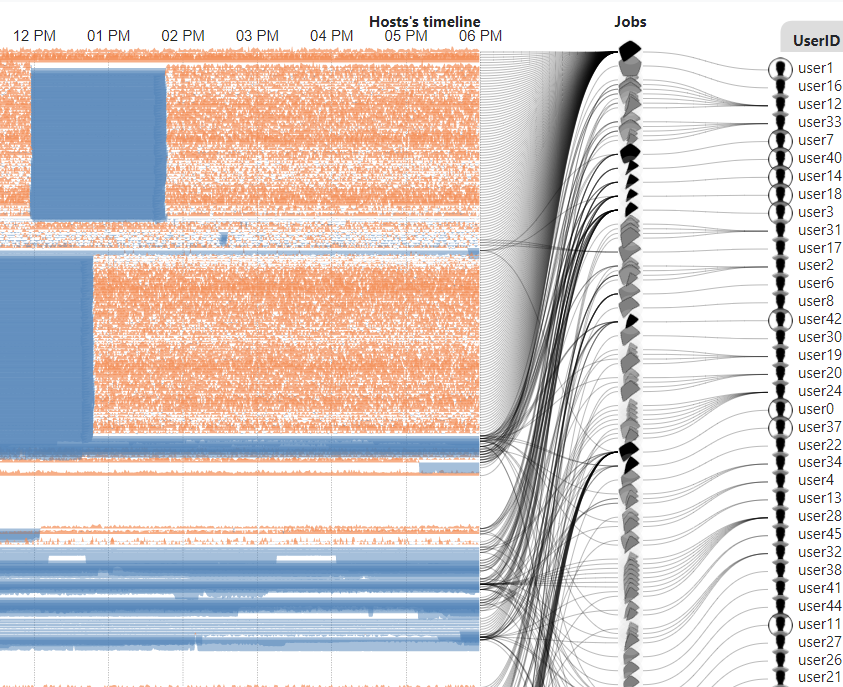 Hosts's timeline
Jobs
UserID
12 PM 01 PM 02 PM 03 PM 04 PM 05 PM 06 PM
user1
user16
user12
user33
user7
user40
user14
user18
user3
user31
user17
user2
user6
user8
user42
user30
user19
user20
user24
user0
user37
user22
user34
user4
user13
user28
user45
user32
user38
user41
user44
user11
user27
user26
user21